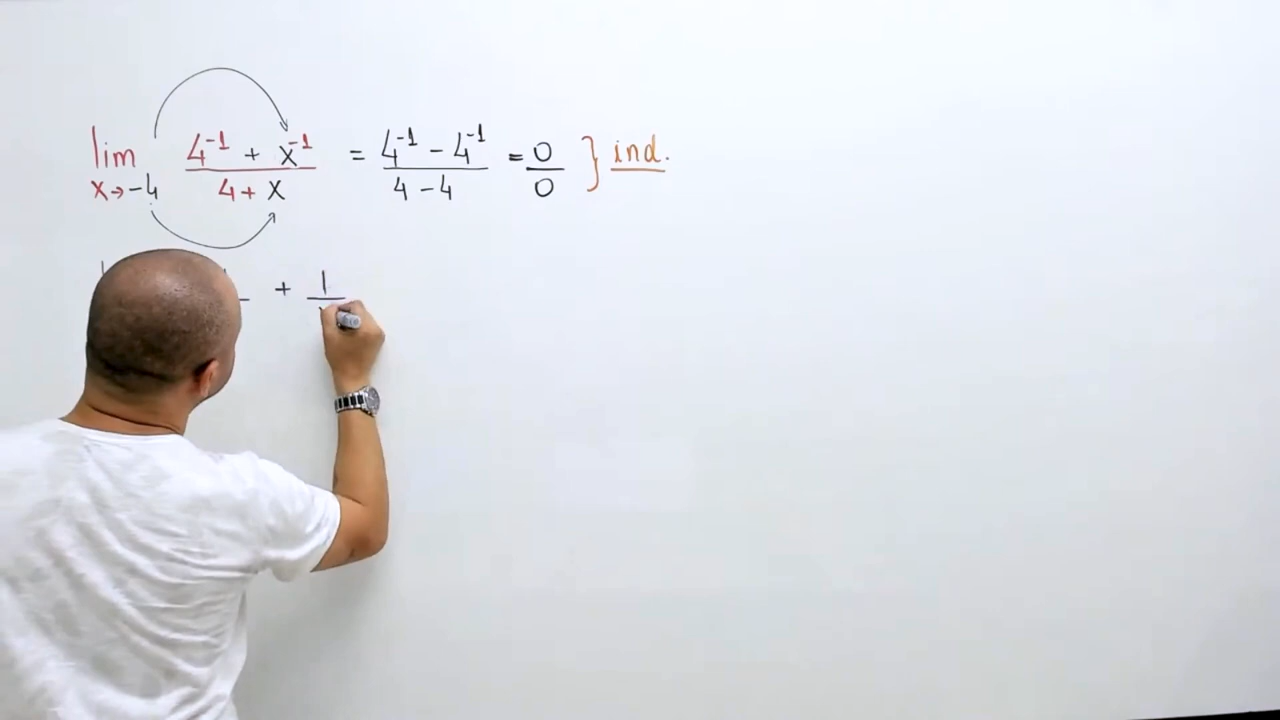 lim x→-4 (4⁻¹ + x⁻¹)/(4 + x) = (4⁻¹ - 4⁻¹)/(4 - 4) = 0/0 } ind.
+ 1/